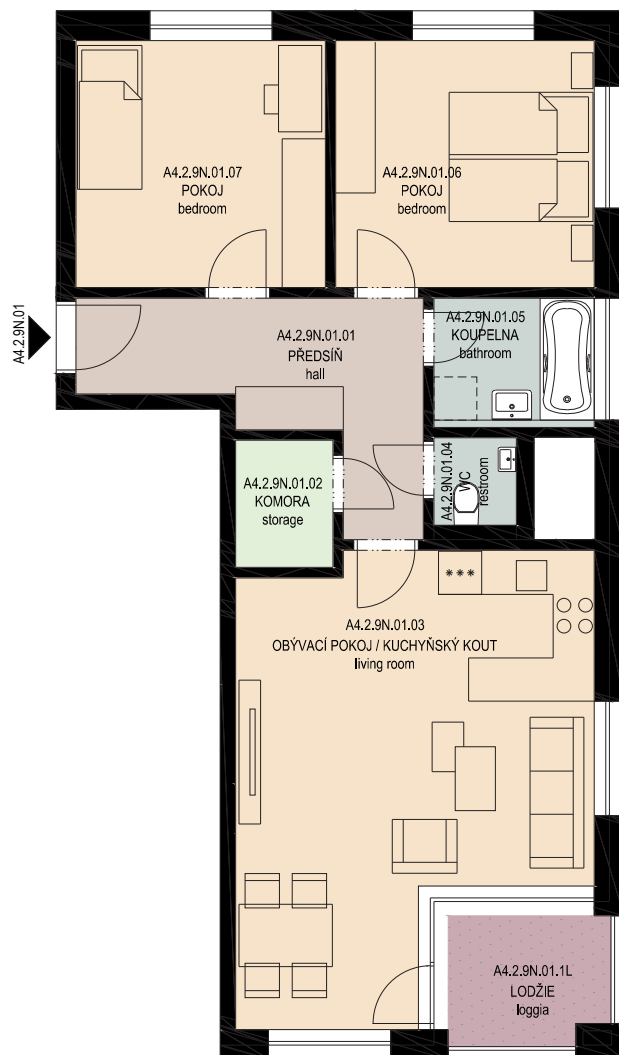 A4.2.9N.01.07
POKOJ
bedroom
A4.2.9N.01.06
POKOJ
bedroom
A4.2.9N.01
A4.2.9N.01.01
PŘEDSÍŇ
hall
A4.2.9N.01.05
KOUPELNA
bathroom
A4.2.9N.01.02
KOMORA
storage
A4.2.9N.01.04
WC
restroom
A4.2.9N.01.03
OBÝVACÍ POKOJ / KUCHYŇSKÝ KOUT
living room
A4.2.9N.01.1L
LODŽIE
loggia